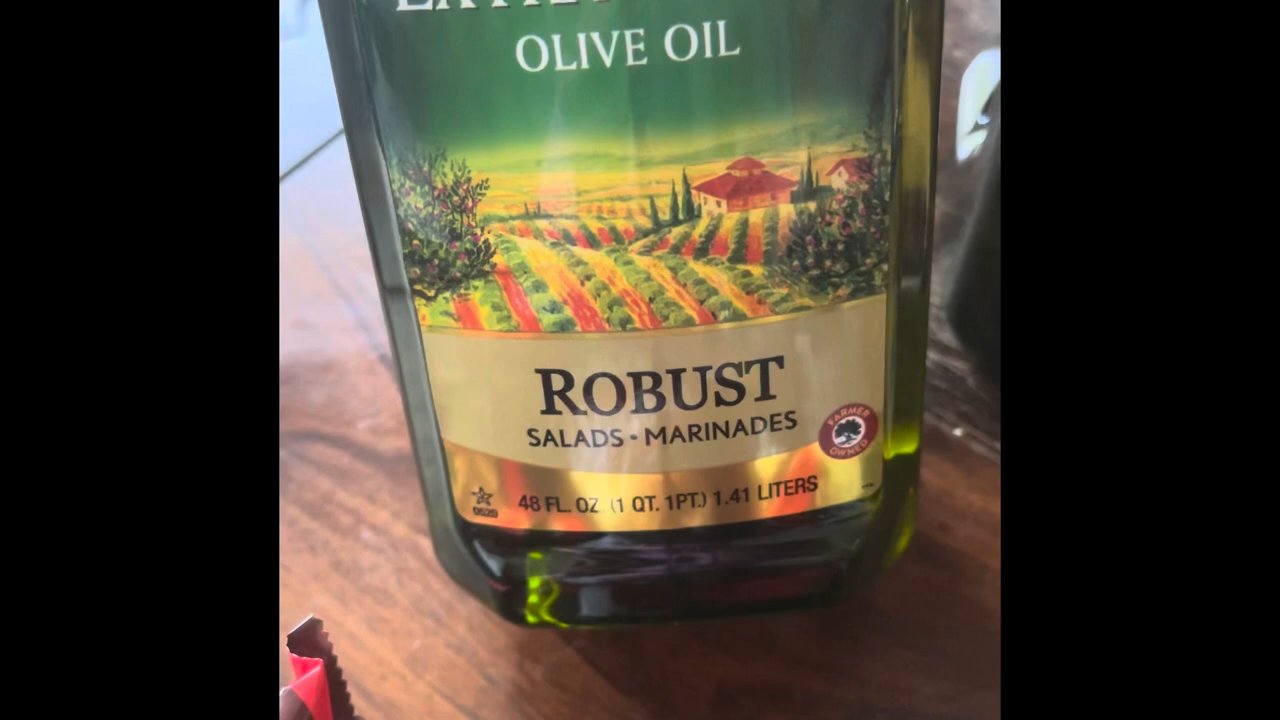 OLIVE OIL
ROBUST
SALADS • MARINADES
FARMER
OWNED
48 FL. OZ. (1 QT. 1PT.) 1.41 LITERS